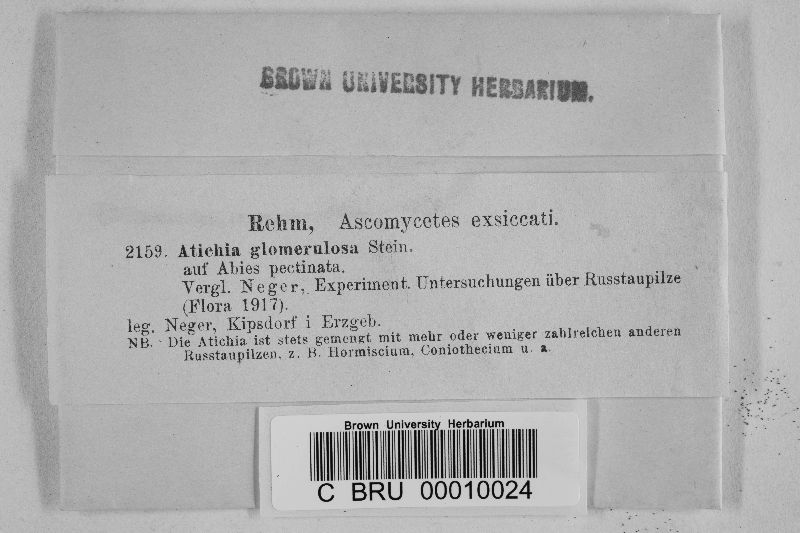 BROWN UNIVERSITY HERBARIUM.
Rehm, Ascomycetes exsiccati.
2159. Atichia glomerulosa Stein.
auf Abies pectinata.
Vergl. Neger, Experiment. Untersuchungen über Russtaupilze
(Flora 1917).
leg. Neger, Kipsdorf i Erzgeb.
NB. Die Atichia ist stets gemengt mit mehr oder weniger zahlreichen anderen
Russtaupilzen, z. B. Hormiscium, Coniothecium u. a.
Brown University Herbarium
C BRU 00010024